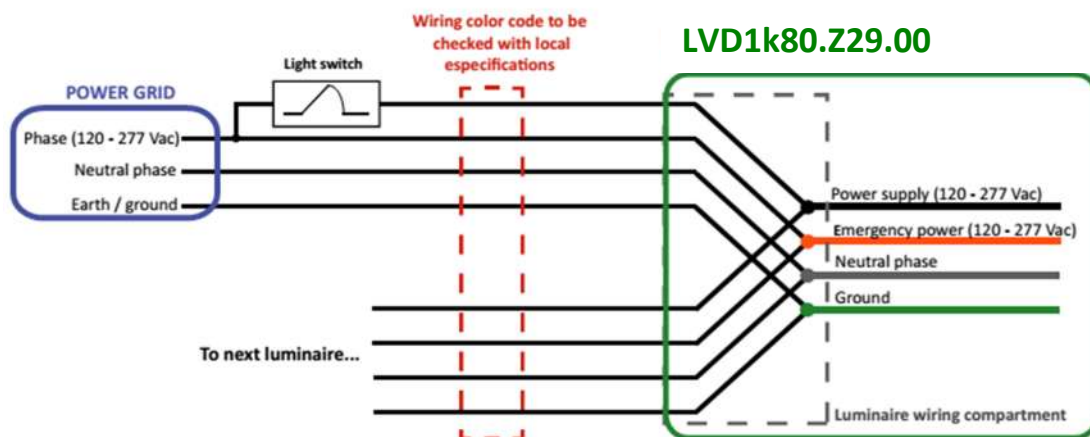 Wiring color code to be
checked with local
especifications
LVD1k80.Z29.00
Light switch
POWER GRID
Phase (120 - 277 Vac)
Neutral phase
Earth / ground
Power supply (120 - 277 Vac)
Emergency power (120 - 277 Vac)
Neutral phase
Ground
To next luminaire...
Luminaire wiring compartment